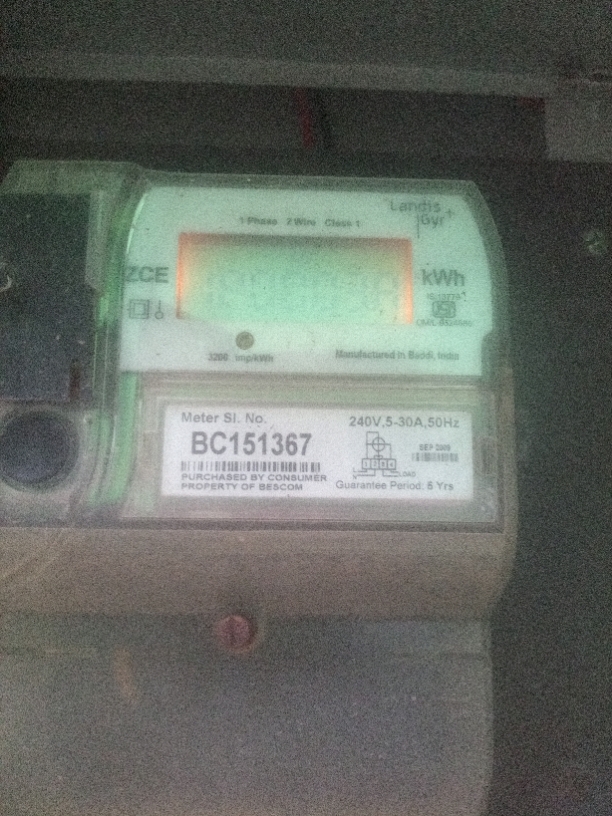 Landis
Gyr
1 Phase 2 Wire Class 1
ZCE
kWh
3200 imp/kWh
Manufactured in Baddi, India
Meter Sl. No.
240V,5-30A,50Hz
BC151367
PURCHASED BY CONSUMER
PROPERTY OF BESCOM
LOAD
Guarantee Period: 5 Yrs